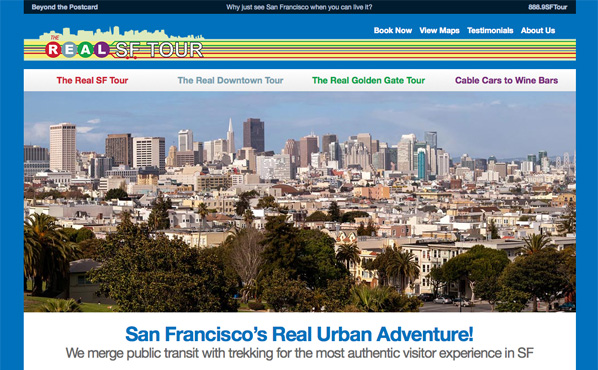 Beyond the Postcard
Why just see San Francisco when you can live it?
888.9SFTour
Book Now
View Maps
Testimonials
About Us
THE
REAL SF TOUR
The Real SF Tour
The Real Downtown Tour
The Real Golden Gate Tour
Cable Cars to Wine Bars
San Francisco's Real Urban Adventure!
We merge public transit with trekking for the most authentic visitor experience in SF